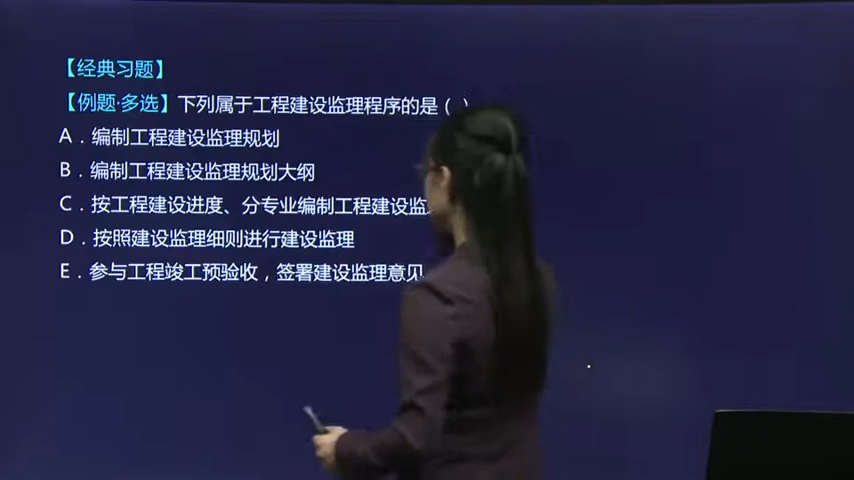 【经典习题】
【例题·多选】下列属于工程建设监理程序的是（ ）
A．编制工程建设监理规划
B．编制工程建设监理规划大纲
C．按工程建设进度、分专业编制工程建设监
D．按照建设监理细则进行建设监理
E．参与工程竣工预验收，签署建设监理意见